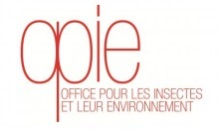 opie
OFFICE POUR LES INSECTES
ET LEUR ENVIRONNEMENT